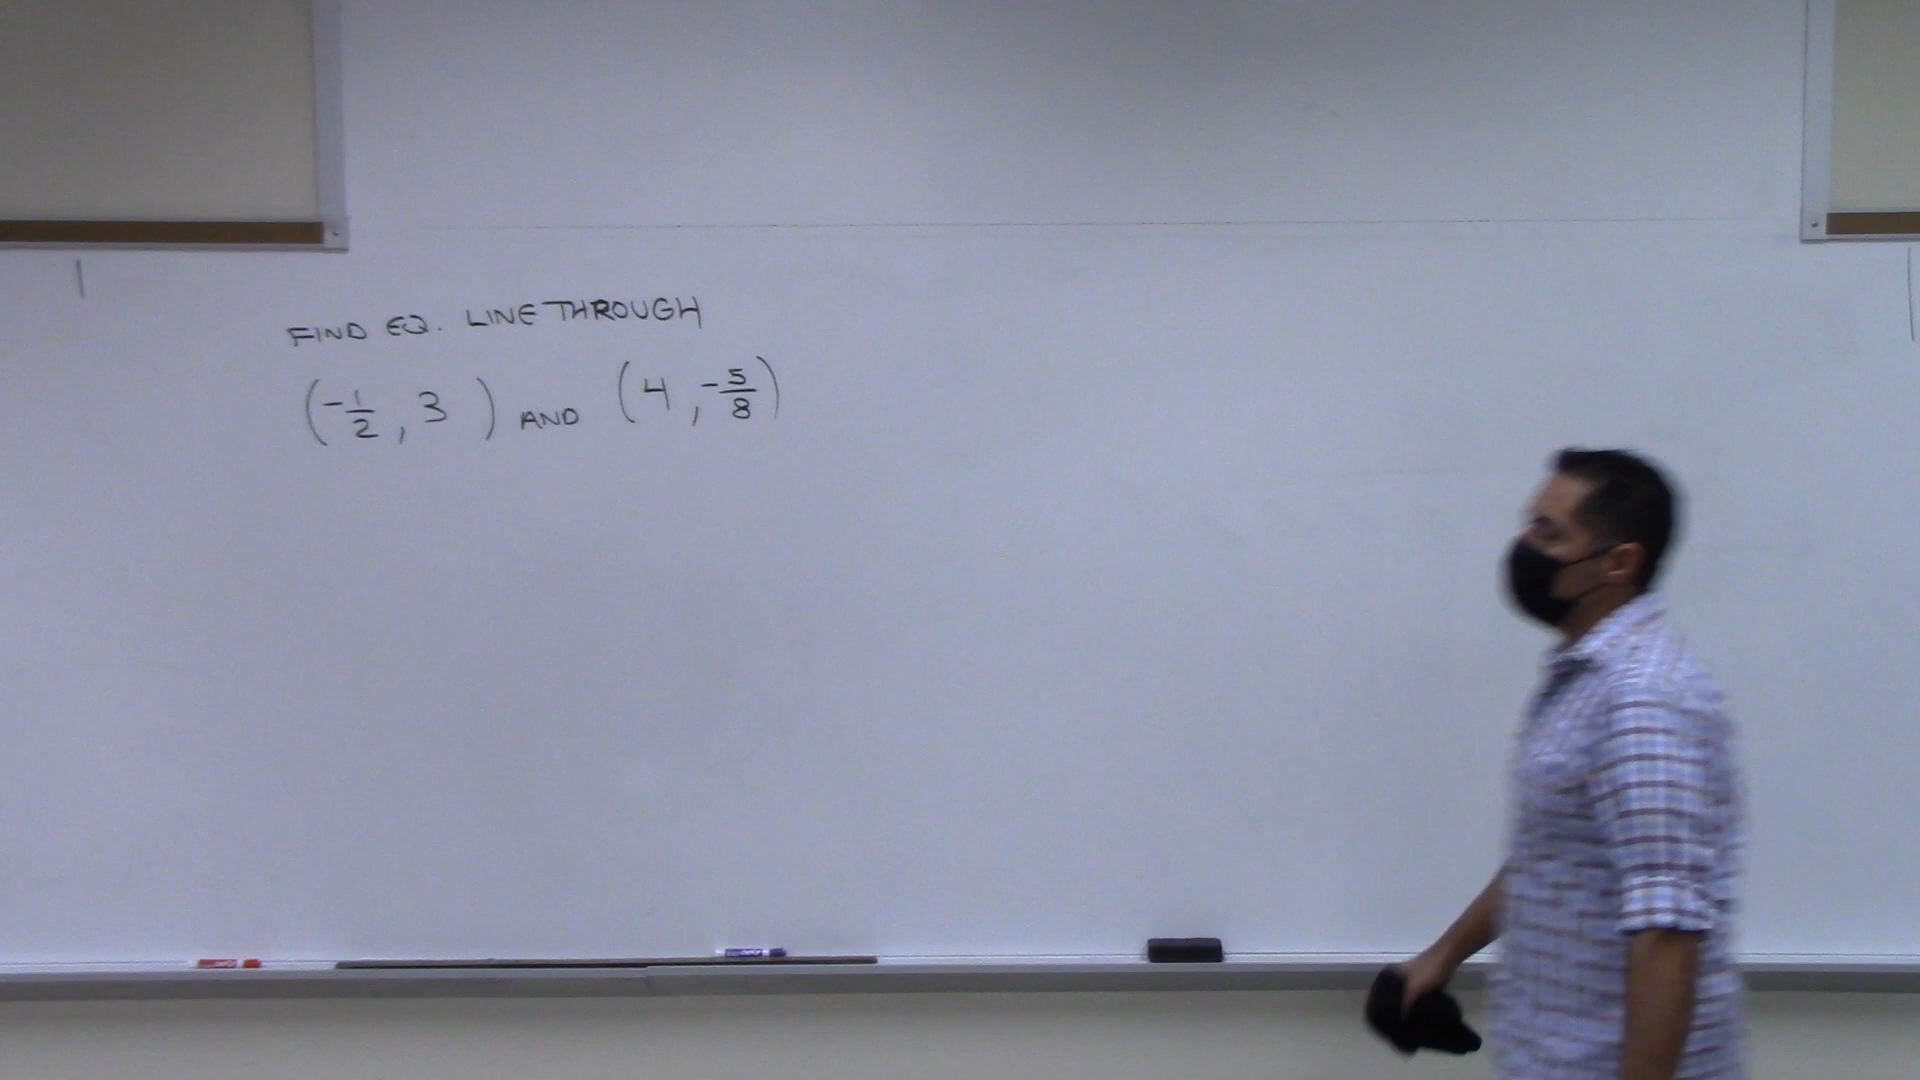 FIND EQ. LINE THROUGH
(-1/2, 3) AND (4, -5/8)